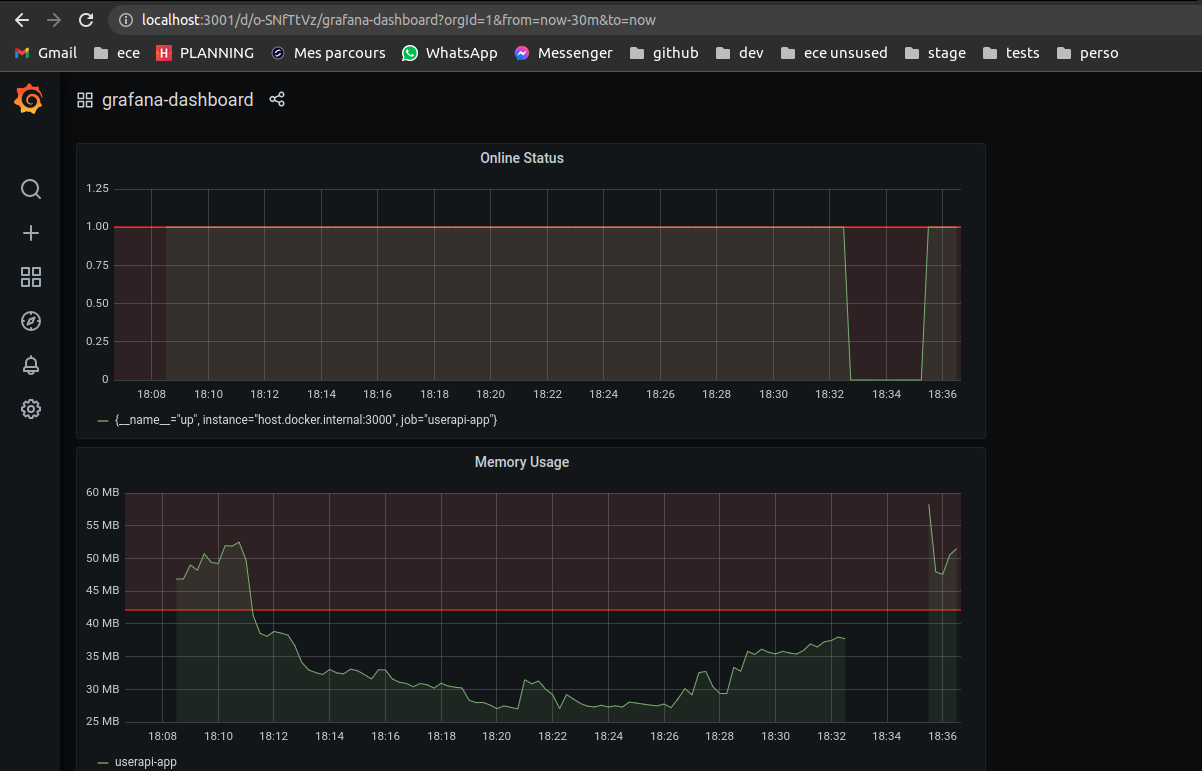 localhost:3001/d/o-SNfTtVz/grafana-dashboard?orgId=1&from=now-30m&to=now
Gmail ece H PLANNING Mes parcours WhatsApp Messenger github dev ece unsused stage tests perso
grafana-dashboard
Online Status
1.25
1.00
0.75
0.50
0.25
0
18:08 18:10 18:12 18:14 18:16 18:18 18:20 18:22 18:24 18:26 18:28 18:30 18:32 18:34 18:36
{__name__="up", instance="host.docker.internal:3000", job="userapi-app"}
Memory Usage
60 MB
55 MB
50 MB
45 MB
40 MB
35 MB
30 MB
25 MB
18:08 18:10 18:12 18:14 18:16 18:18 18:20 18:22 18:24 18:26 18:28 18:30 18:32 18:34 18:36
userapi-app